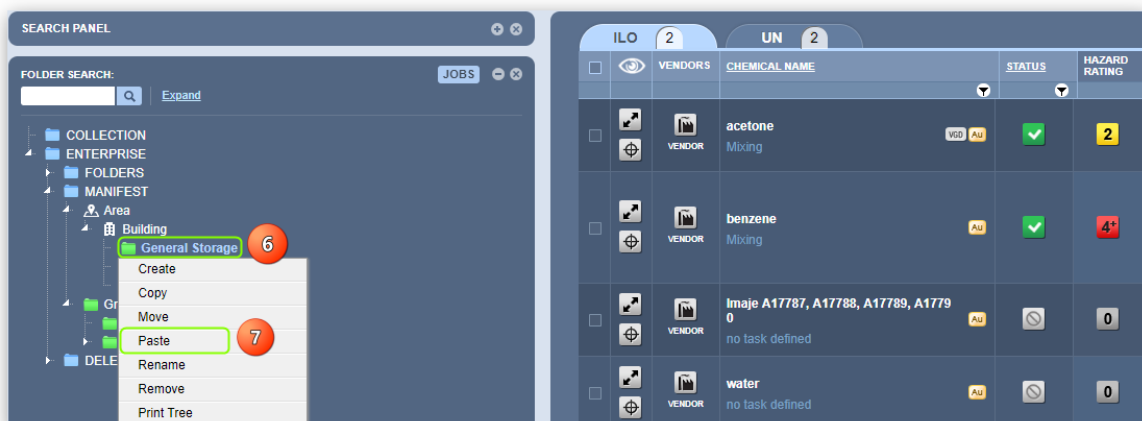 SEARCH PANEL
FOLDER SEARCH:
JOBS
Expand
COLLECTION
ENTERPRISE
FOLDERS
MANIFEST
Area
Building
General Storage
6
Create
Copy
Move
Gr
Paste
7
DELE
Rename
Remove
Print Tree
ILO 2 UN 2
VENDORS CHEMICAL NAME STATUS HAZARD RATING
VENDOR acetone VGD Au 2
Mixing
VENDOR benzene Au 4+
Mixing
VENDOR Imaje A17787, A17788, A17789, A1779
0 Au 0
no task defined
VENDOR water Au 0
no task defined